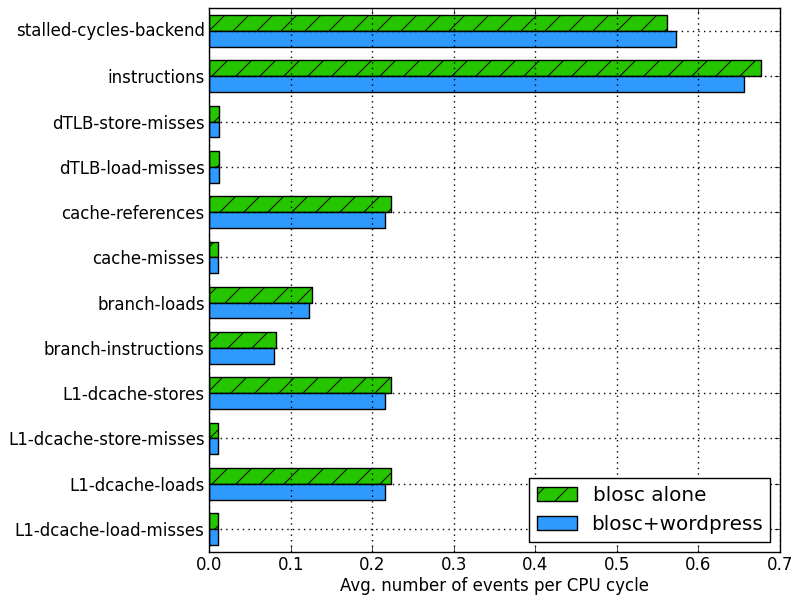 stalled-cycles-backend
instructions
dTLB-store-misses
dTLB-load-misses
cache-references
cache-misses
branch-loads
branch-instructions
L1-dcache-stores
L1-dcache-store-misses
L1-dcache-loads
L1-dcache-load-misses
blosc alone
blosc+wordpress
0.0 0.1 0.2 0.3 0.4 0.5 0.6 0.7
Avg. number of events per CPU cycle